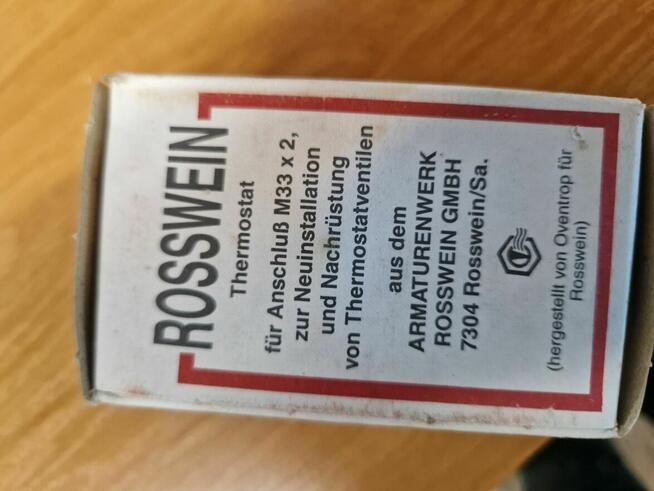 ROSSWEIN
Thermostat
für Anschluß M33 x 2,
zur Neuinstallation
und Nachrüstung
von Thermostatventilen
aus dem
ARMATURENWERK
ROSSWEIN GMBH
7304 Rosswein/Sa.
(hergestellt von Oventrop für
Rosswein)